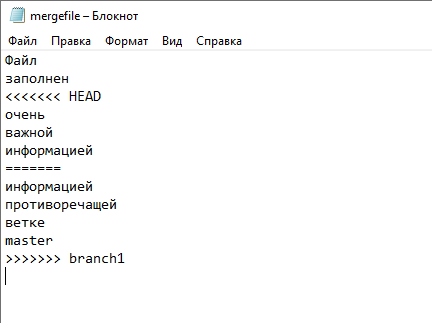 mergefile – Блокнот
Файл Правка Формат Вид Справка
Файл
заполнен
<<<<<<< HEAD
очень
важной
информацией
=======
информацией
противоречащей
ветке
master
>>>>>>> branch1